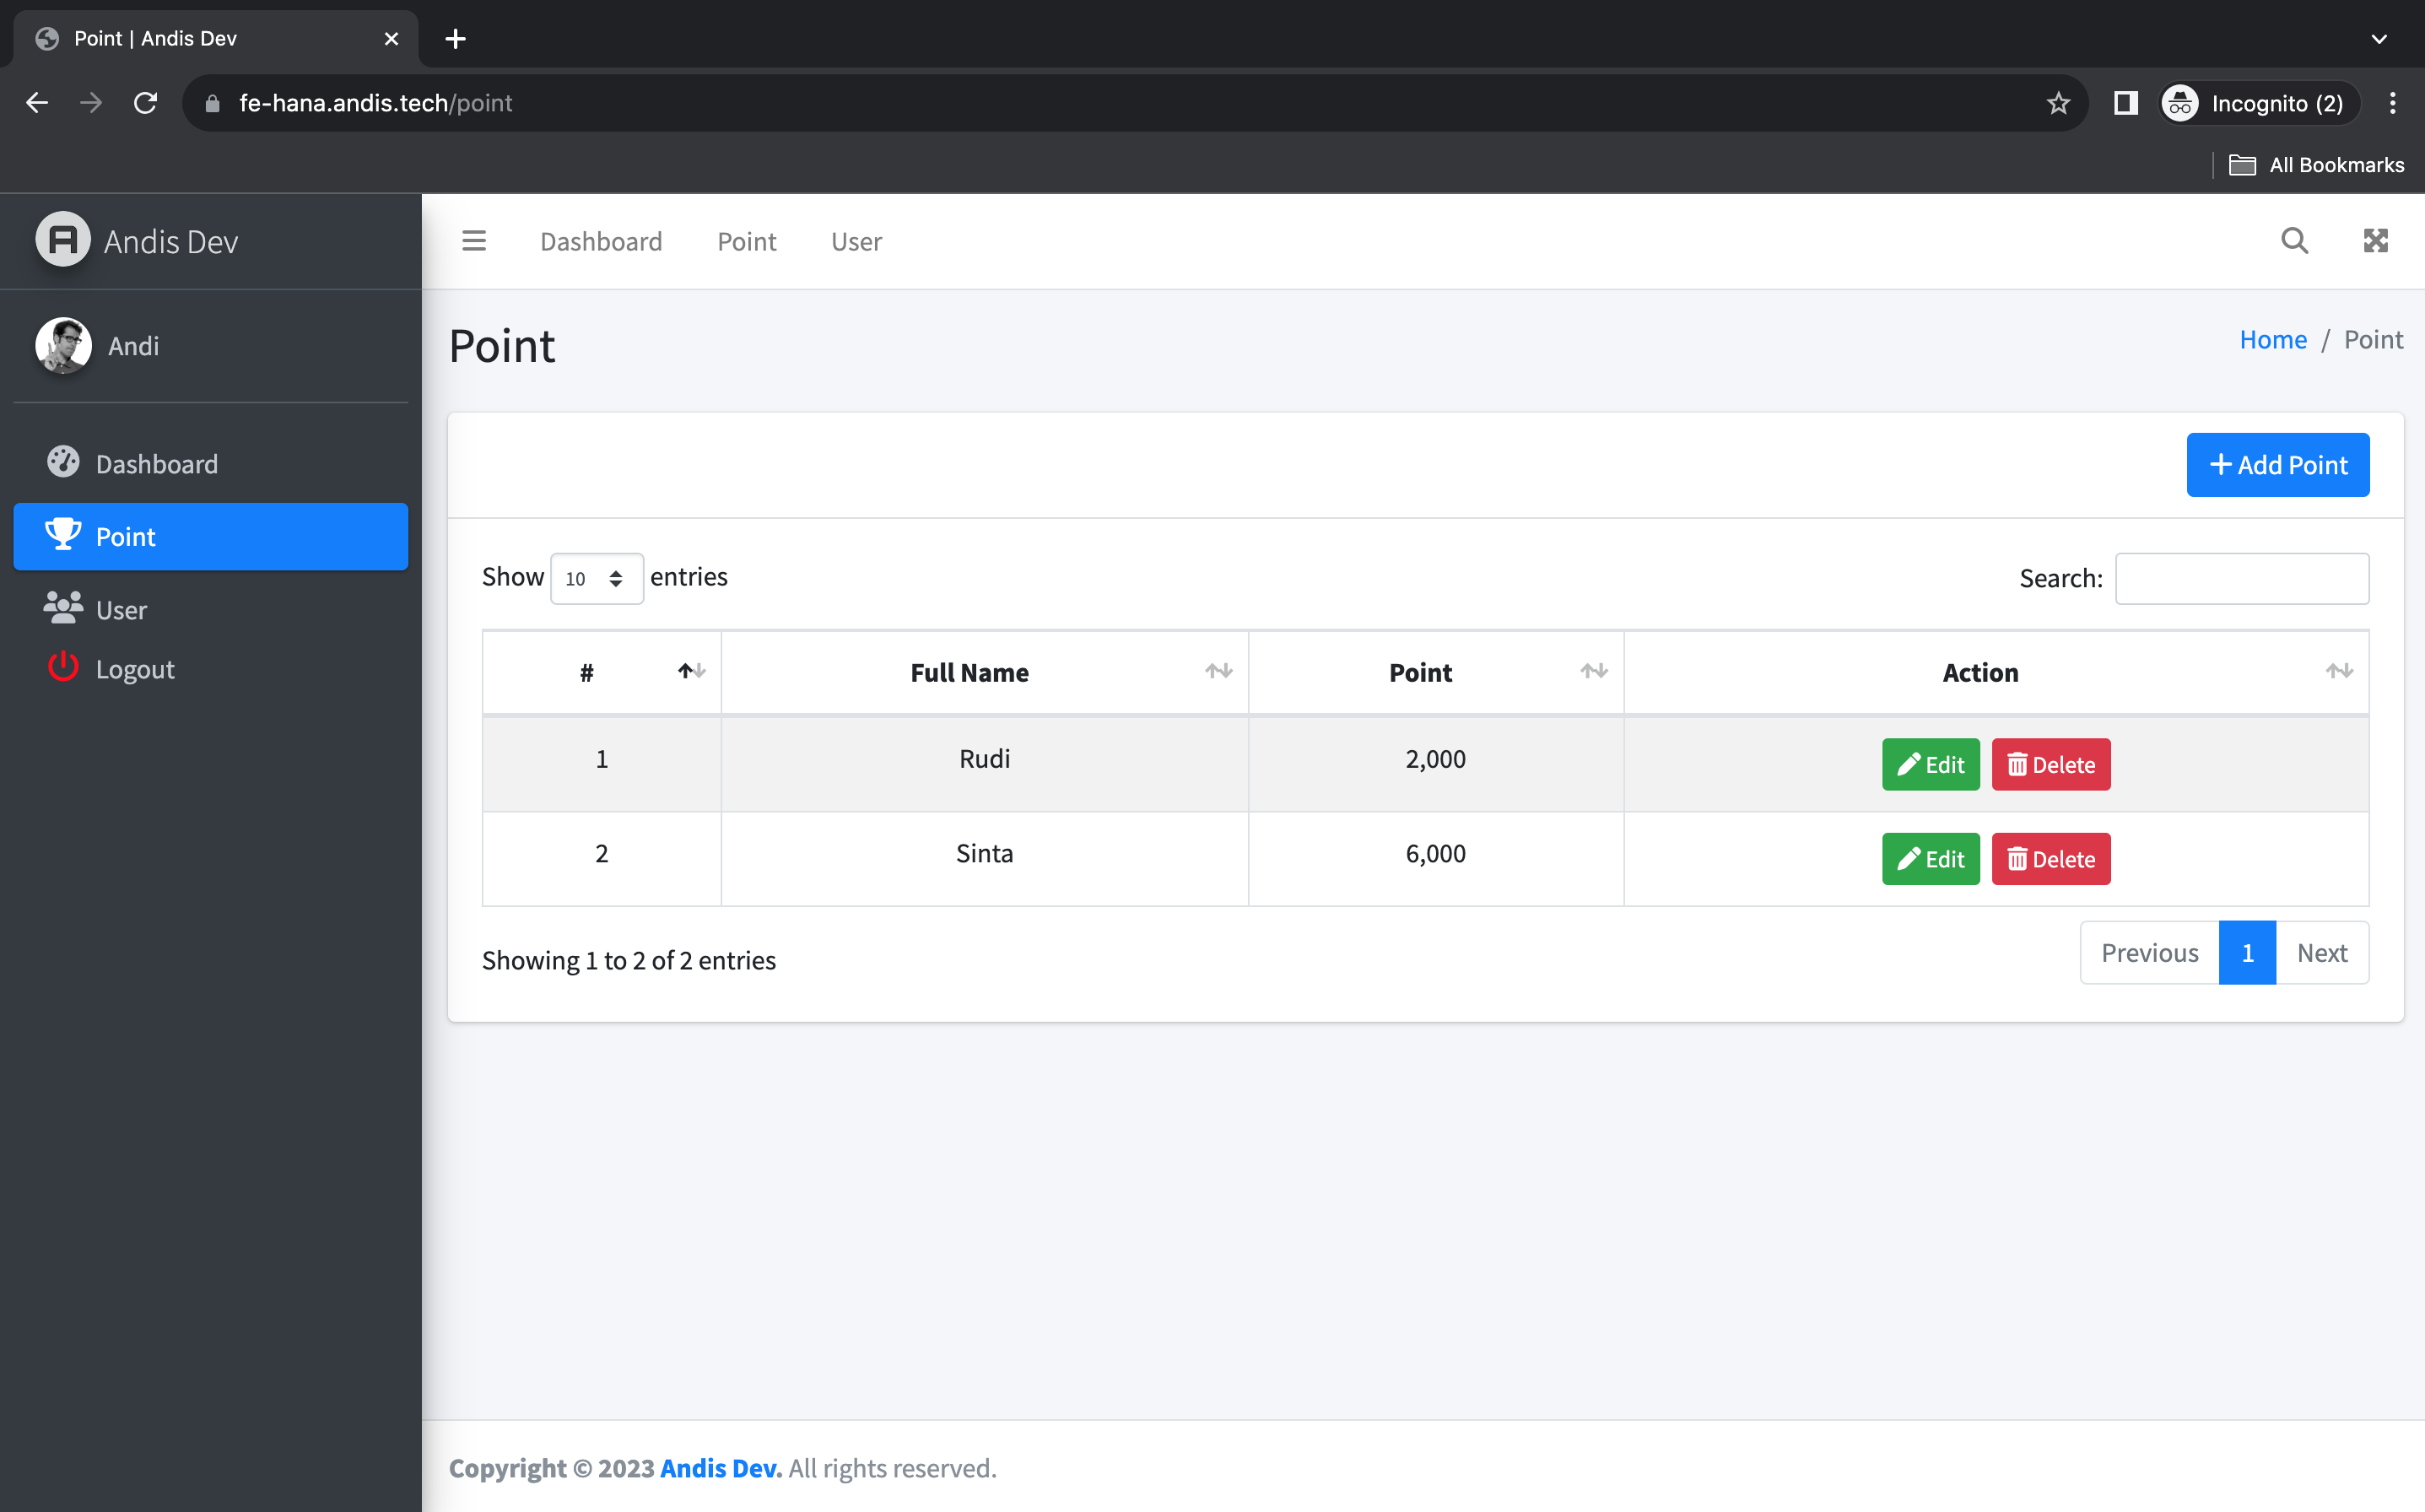 Point | Andis Dev
fe-hana.andis.tech/point
Incognito (2)
All Bookmarks
Andis Dev
Dashboard Point User
Andi
Point
Home / Point
Dashboard
Point
User
Logout
+ Add Point
Show 10 entries
Search:
# Full Name Point Action
1 Rudi 2,000 Edit Delete
2 Sinta 6,000 Edit Delete
Showing 1 to 2 of 2 entries
Previous 1 Next
Copyright © 2023 Andis Dev. All rights reserved.